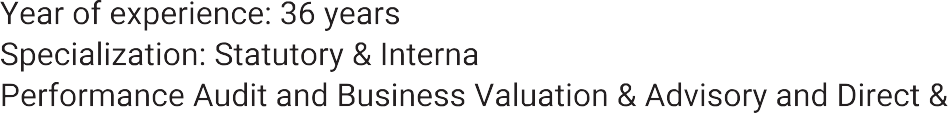 Year of experience: 36 years
Specialization: Statutory & Interna
Performance Audit and Business Valuation & Advisory and Direct &